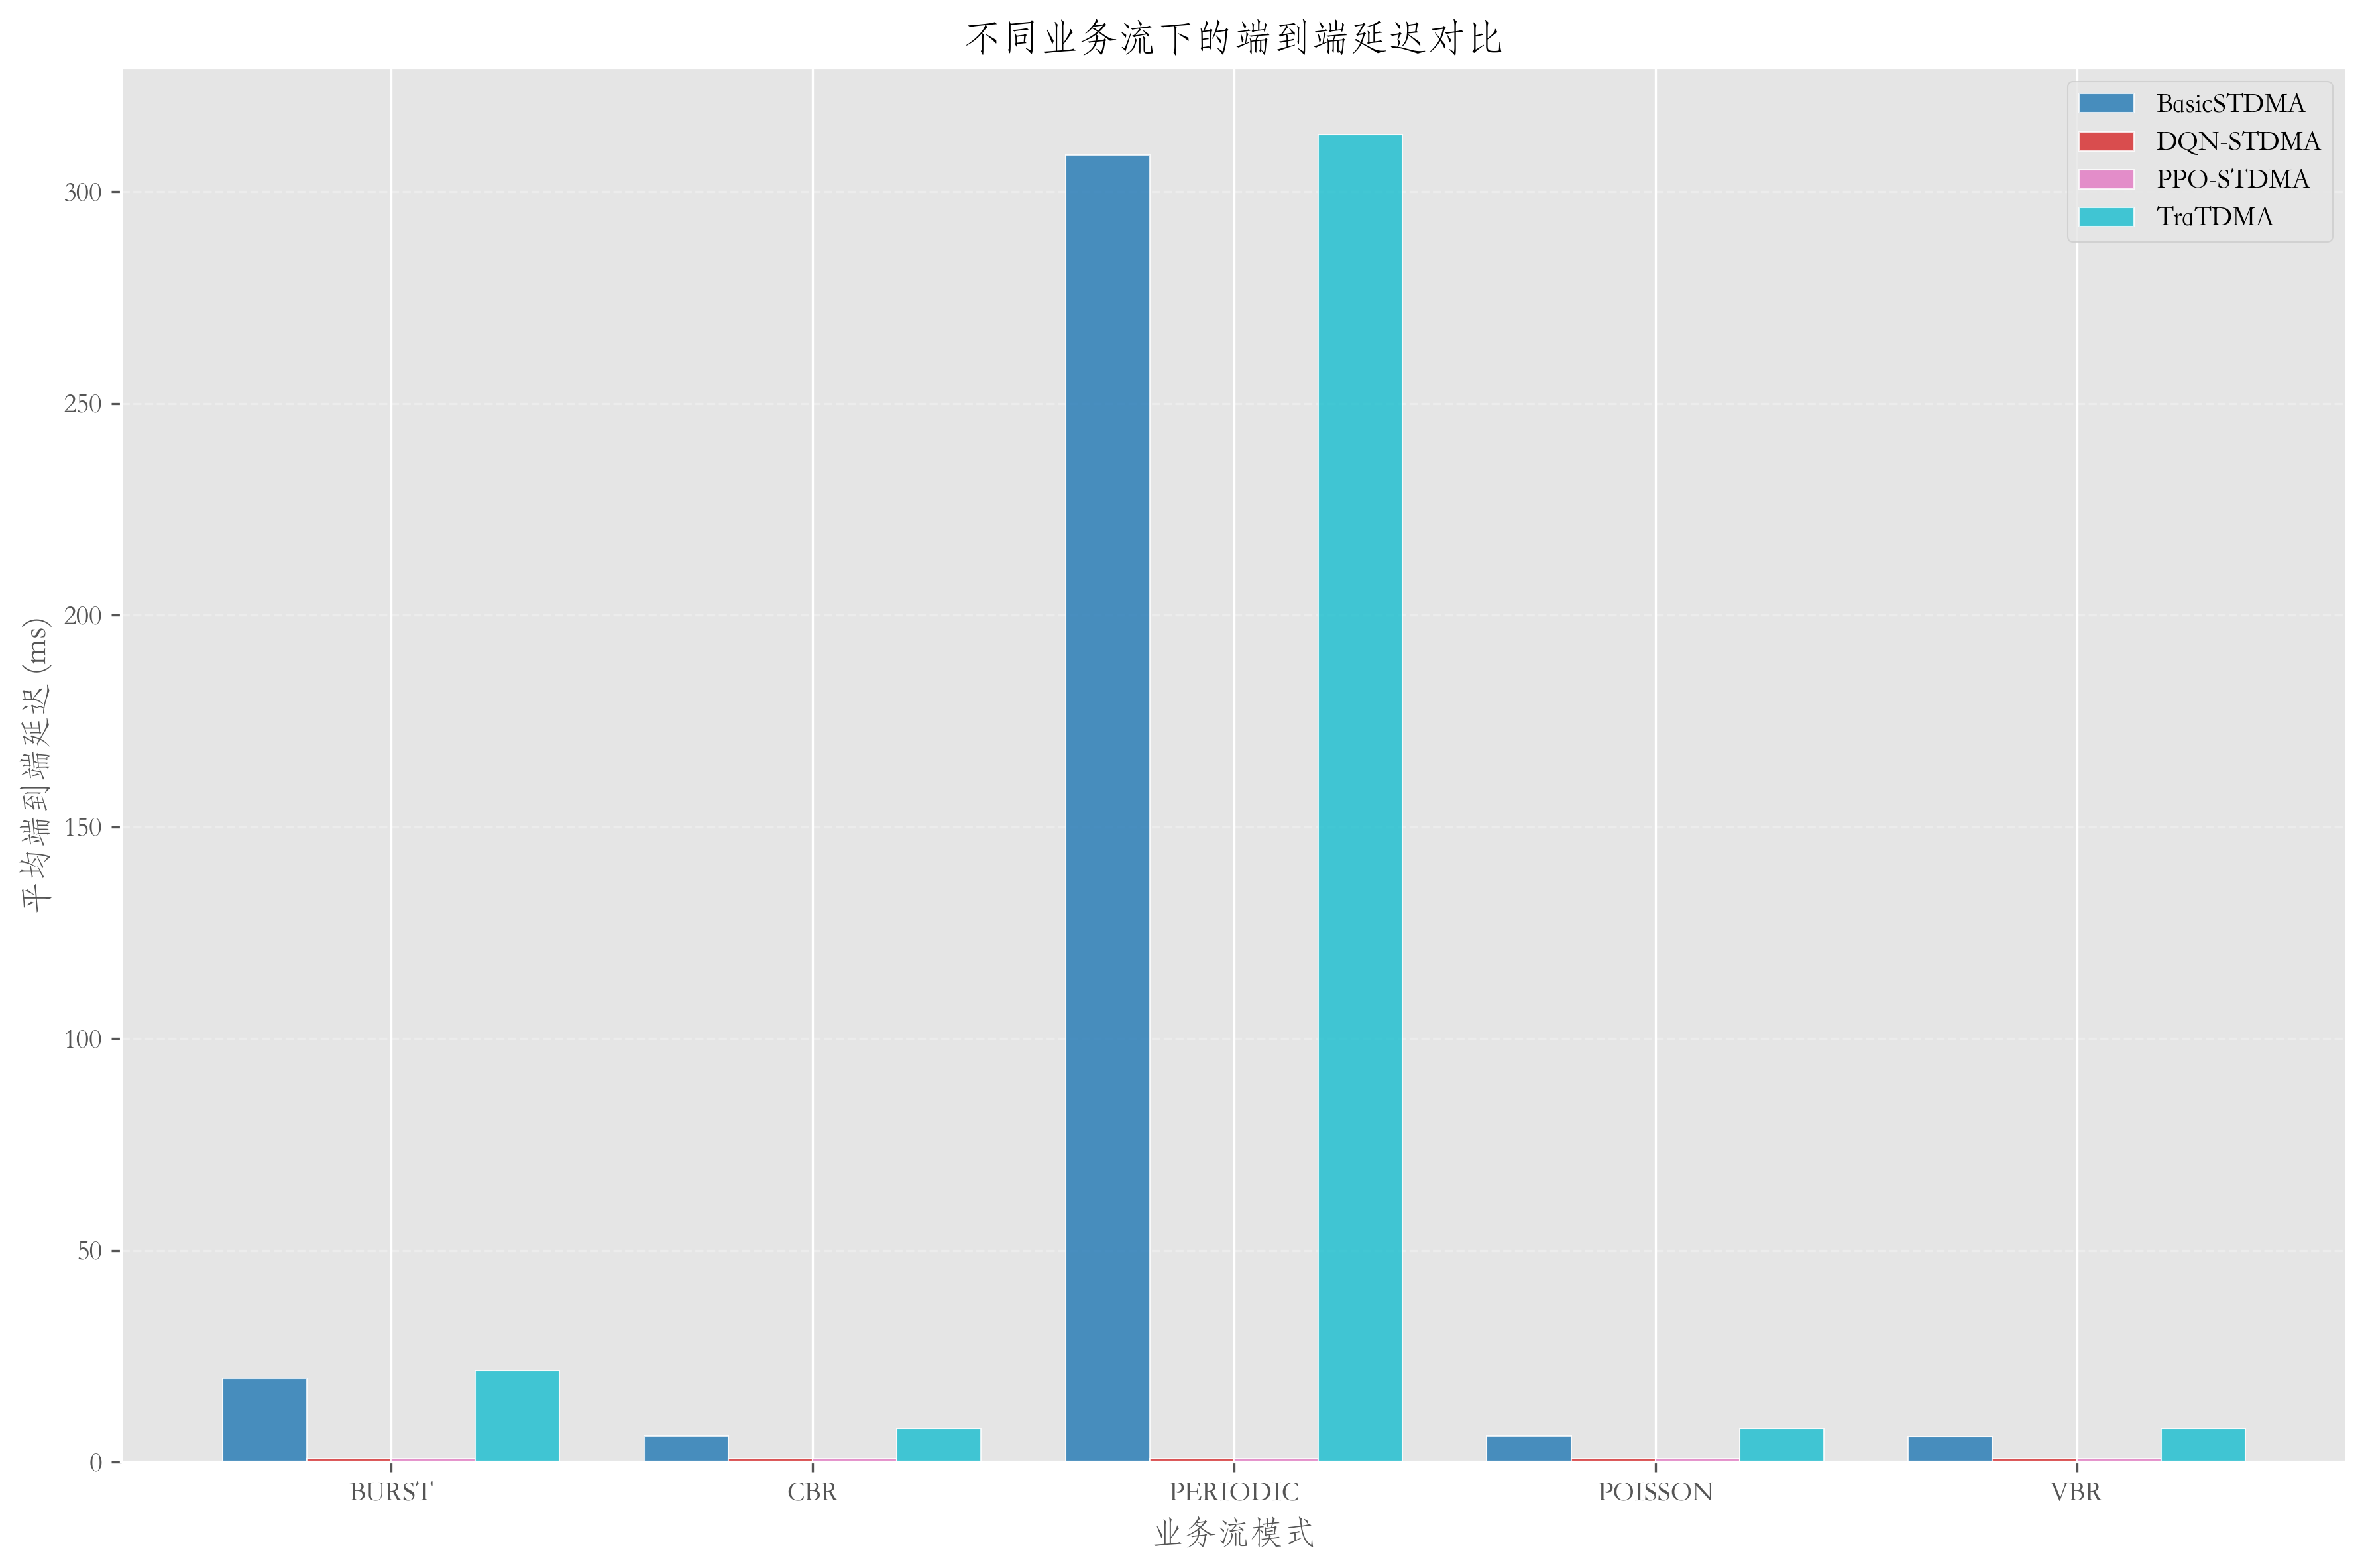 不同业务流下的端到端延迟对比
BasicSTDMA
DQN-STDMA
PPO-STDMA
TraTDMA
平均端到端延迟 (ms)
300
250
200
150
100
50
0
BURST
CBR
PERIODIC
POISSON
VBR
业务流模式